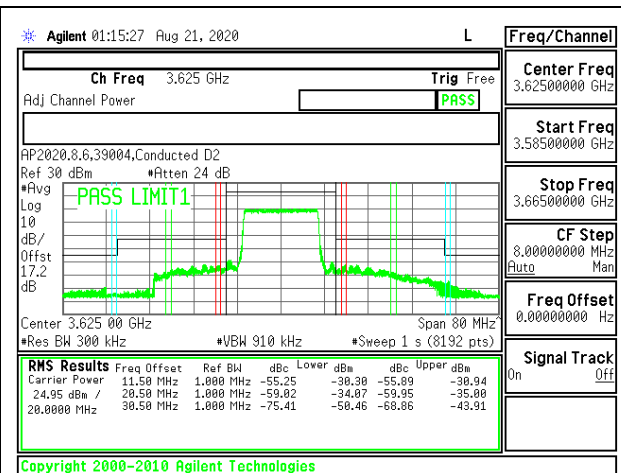 Agilent 01:15:27 Aug 21, 2020 L
Ch Freq 3.625 GHz Trig Free
Adj Channel Power PASS
AP2020.8.6,39004,Conducted D2
Ref 30 dBm #Atten 24 dB
#Avg
Log
10
dB/
Offst
17.2
dB
PASS LIMIT1
Center 3.625 00 GHz Span 80 MHz^
#Res BW 300 kHz #VBW 910 kHz #Sweep 1 s (8192 pts)
RMS Results Freq Offset Ref BW dBc Lower dBm dBc Upper dBm
Carrier Power 11.50 MHz 1.000 MHz -55.25 -30.30 -55.89 -30.94
24.95 dBm / 20.50 MHz 1.000 MHz -59.02 -34.07 -59.95 -35.00
20.0000 MHz 30.50 MHz 1.000 MHz -75.41 -50.46 -68.86 -43.91
Copyright 2000-2010 Agilent Technologies
Freq/Channel
Center Freq
3.62500000 GHz
Start Freq
3.58500000 GHz
Stop Freq
3.66500000 GHz
CF Step
8.00000000 MHz
Auto Man
Freq Offset
0.00000000 Hz
Signal Track
On Off